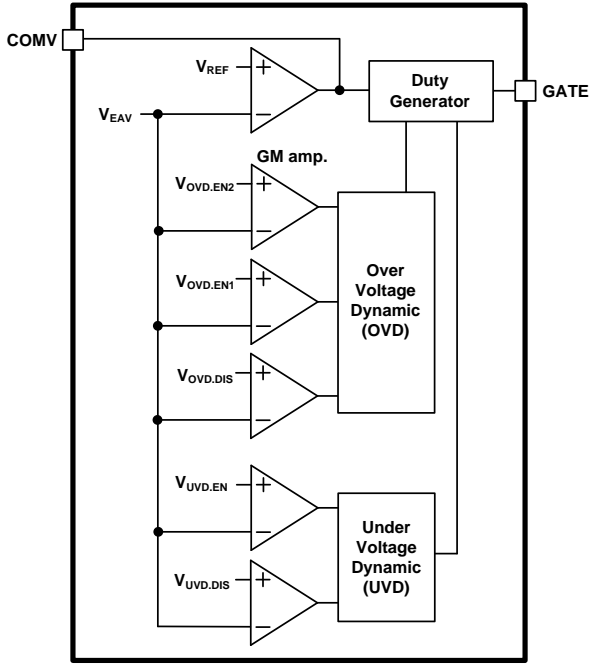 COMV
VREF
+
−
Duty
Generator
GATE
VEAV
GM amp.
VOVD.EN2
+
−
VOVD.EN1
+
−
Over
Voltage
Dynamic
(OVD)
VOVD.DIS
+
−
VUVD.EN
+
−
Under
Voltage
Dynamic
(UVD)
VUVD.DIS
+
−